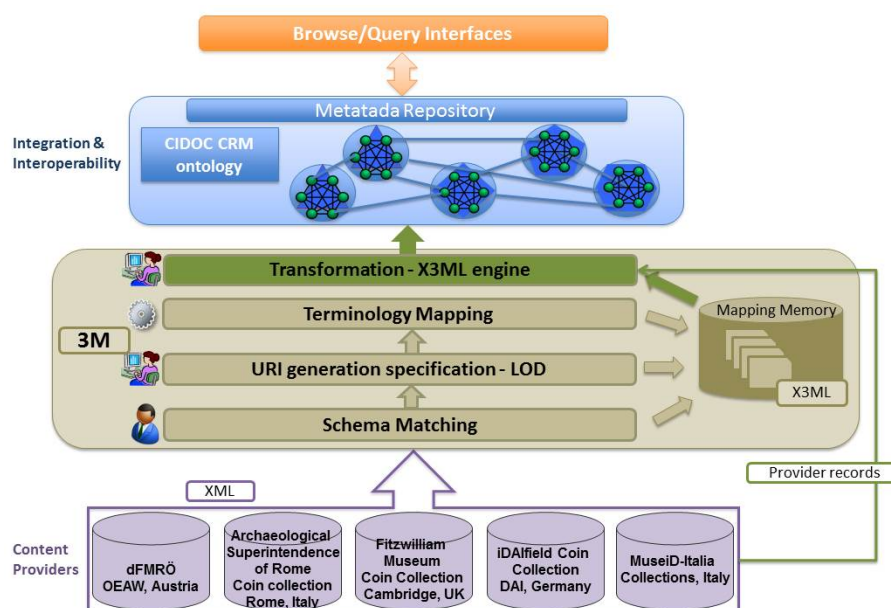 Browse/Query Interfaces
Metatada Repository
Integration &
Interoperability
CIDOC CRM
ontology
Transformation - X3ML engine
Terminology Mapping
Mapping Memory
3M
URI generation specification - LOD
X3ML
Schema Matching
Provider records
XML
Content
Providers
dFMRÖ
OEAW, Austria
Archaeological
Superintendence
of Rome
Coin collection
Rome, Italy
Fitzwilliam
Museum
Coin Collection
Cambridge, UK
iDAIfield Coin
Collection
DAI, Germany
MuseiD-Italia
Collections, Italy